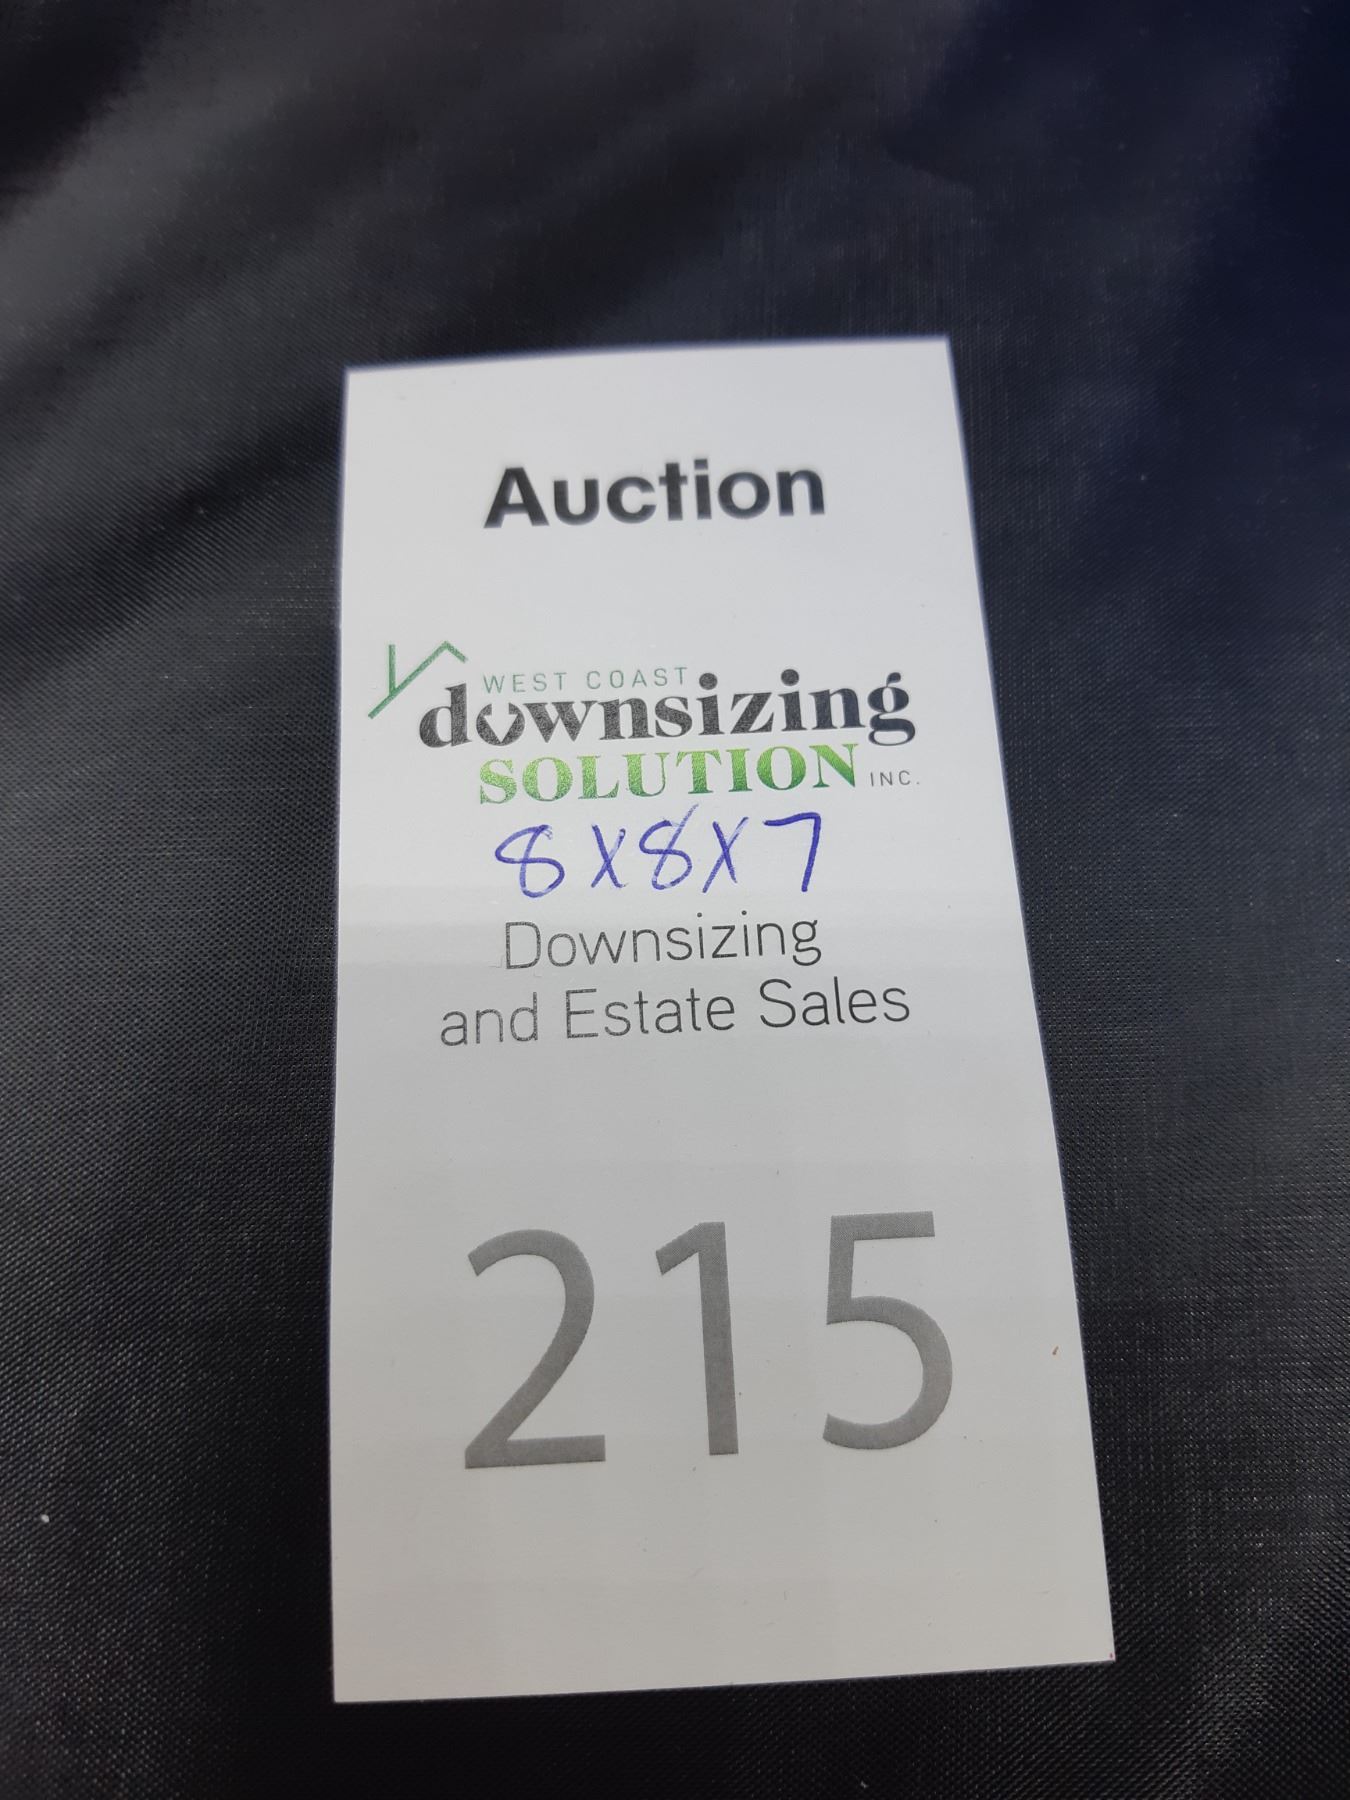 Auction
WEST COAST
downsizing
SOLUTION INC.
8x8x7
Downsizing
and Estate Sales
215